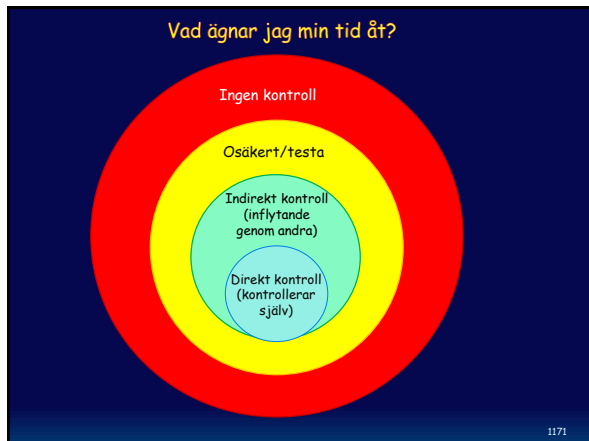 Vad ägnar jag min tid åt?
Ingen kontroll
Osäkert/testa
Indirekt kontroll
(inflytande
genom andra)
Direkt kontroll
(kontrollerar
själv)
1171